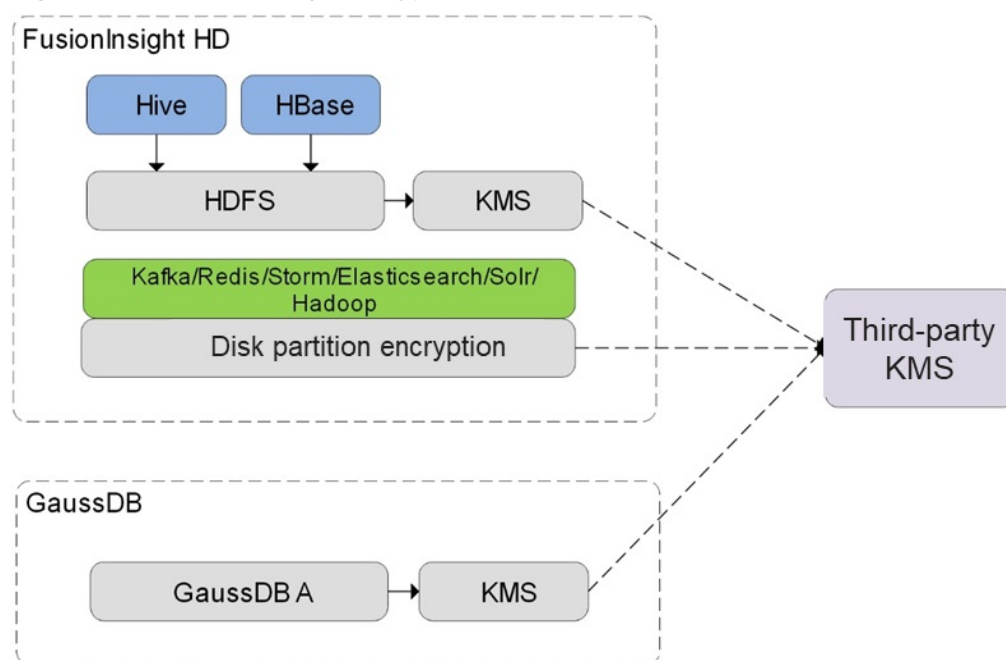 FusionInsight HD
Hive
HBase
HDFS
KMS
Kafka/Redis/Storm/Elasticsearch/Solr/
Hadoop
Disk partition encryption
Third-party
KMS
GaussDB
GaussDB A
KMS